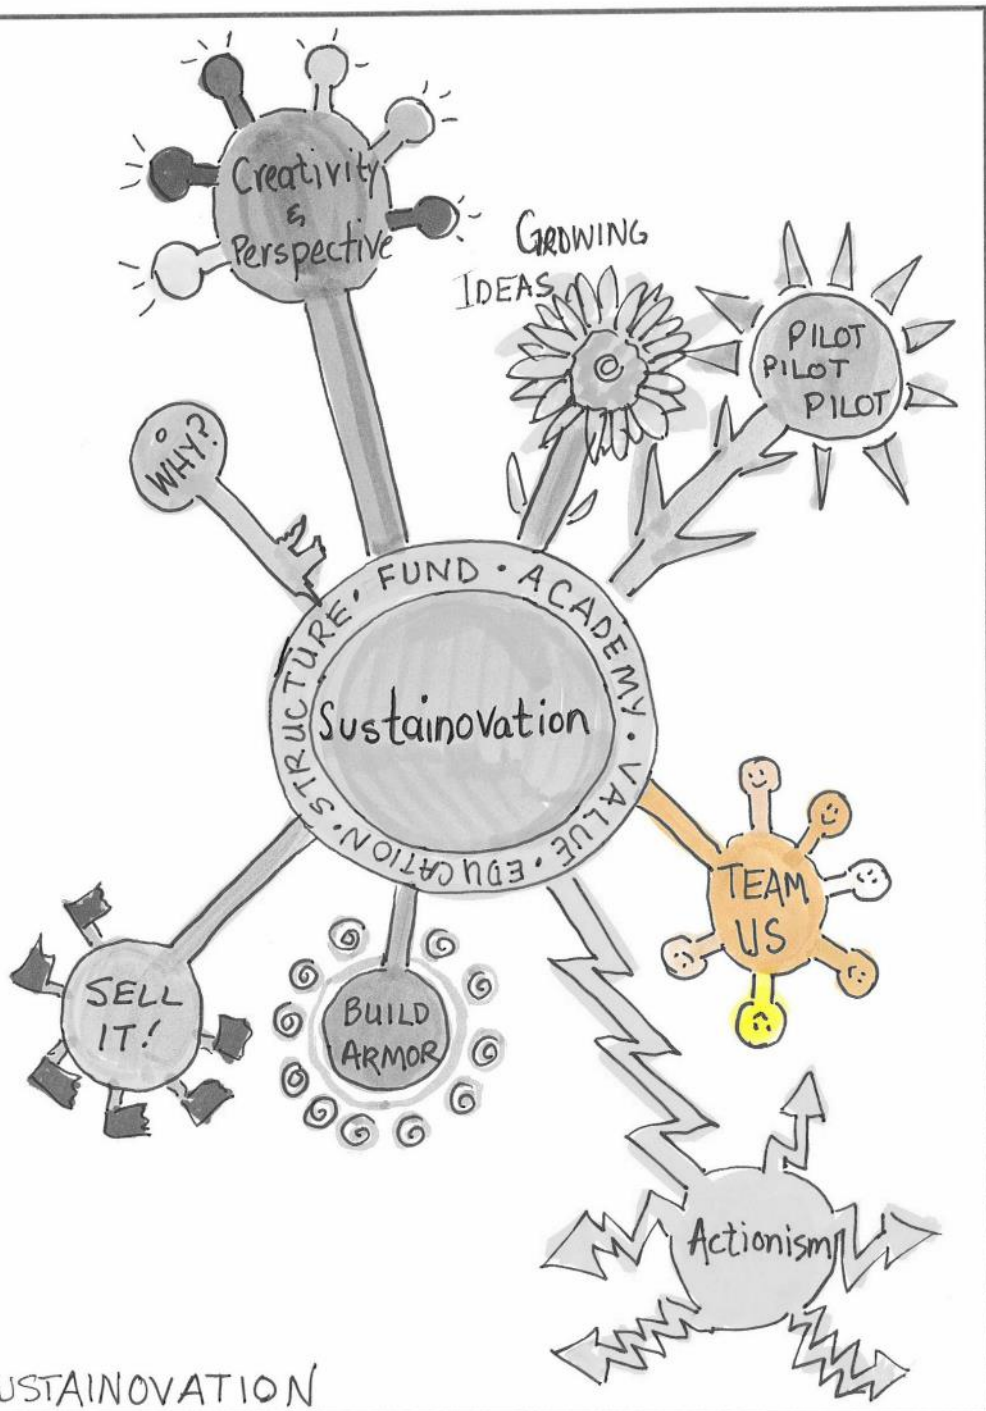 Creativity
&
Perspective
GROWING
IDEAS
PILOT
PILOT
PILOT
WHY?
STRUCTURE · FUND · ACADEMY · VALUE · EDUCATION ·
Sustainovation
TEAM
US
SELL
IT!
BUILD
ARMOR
Actionism
USTAINOVATION